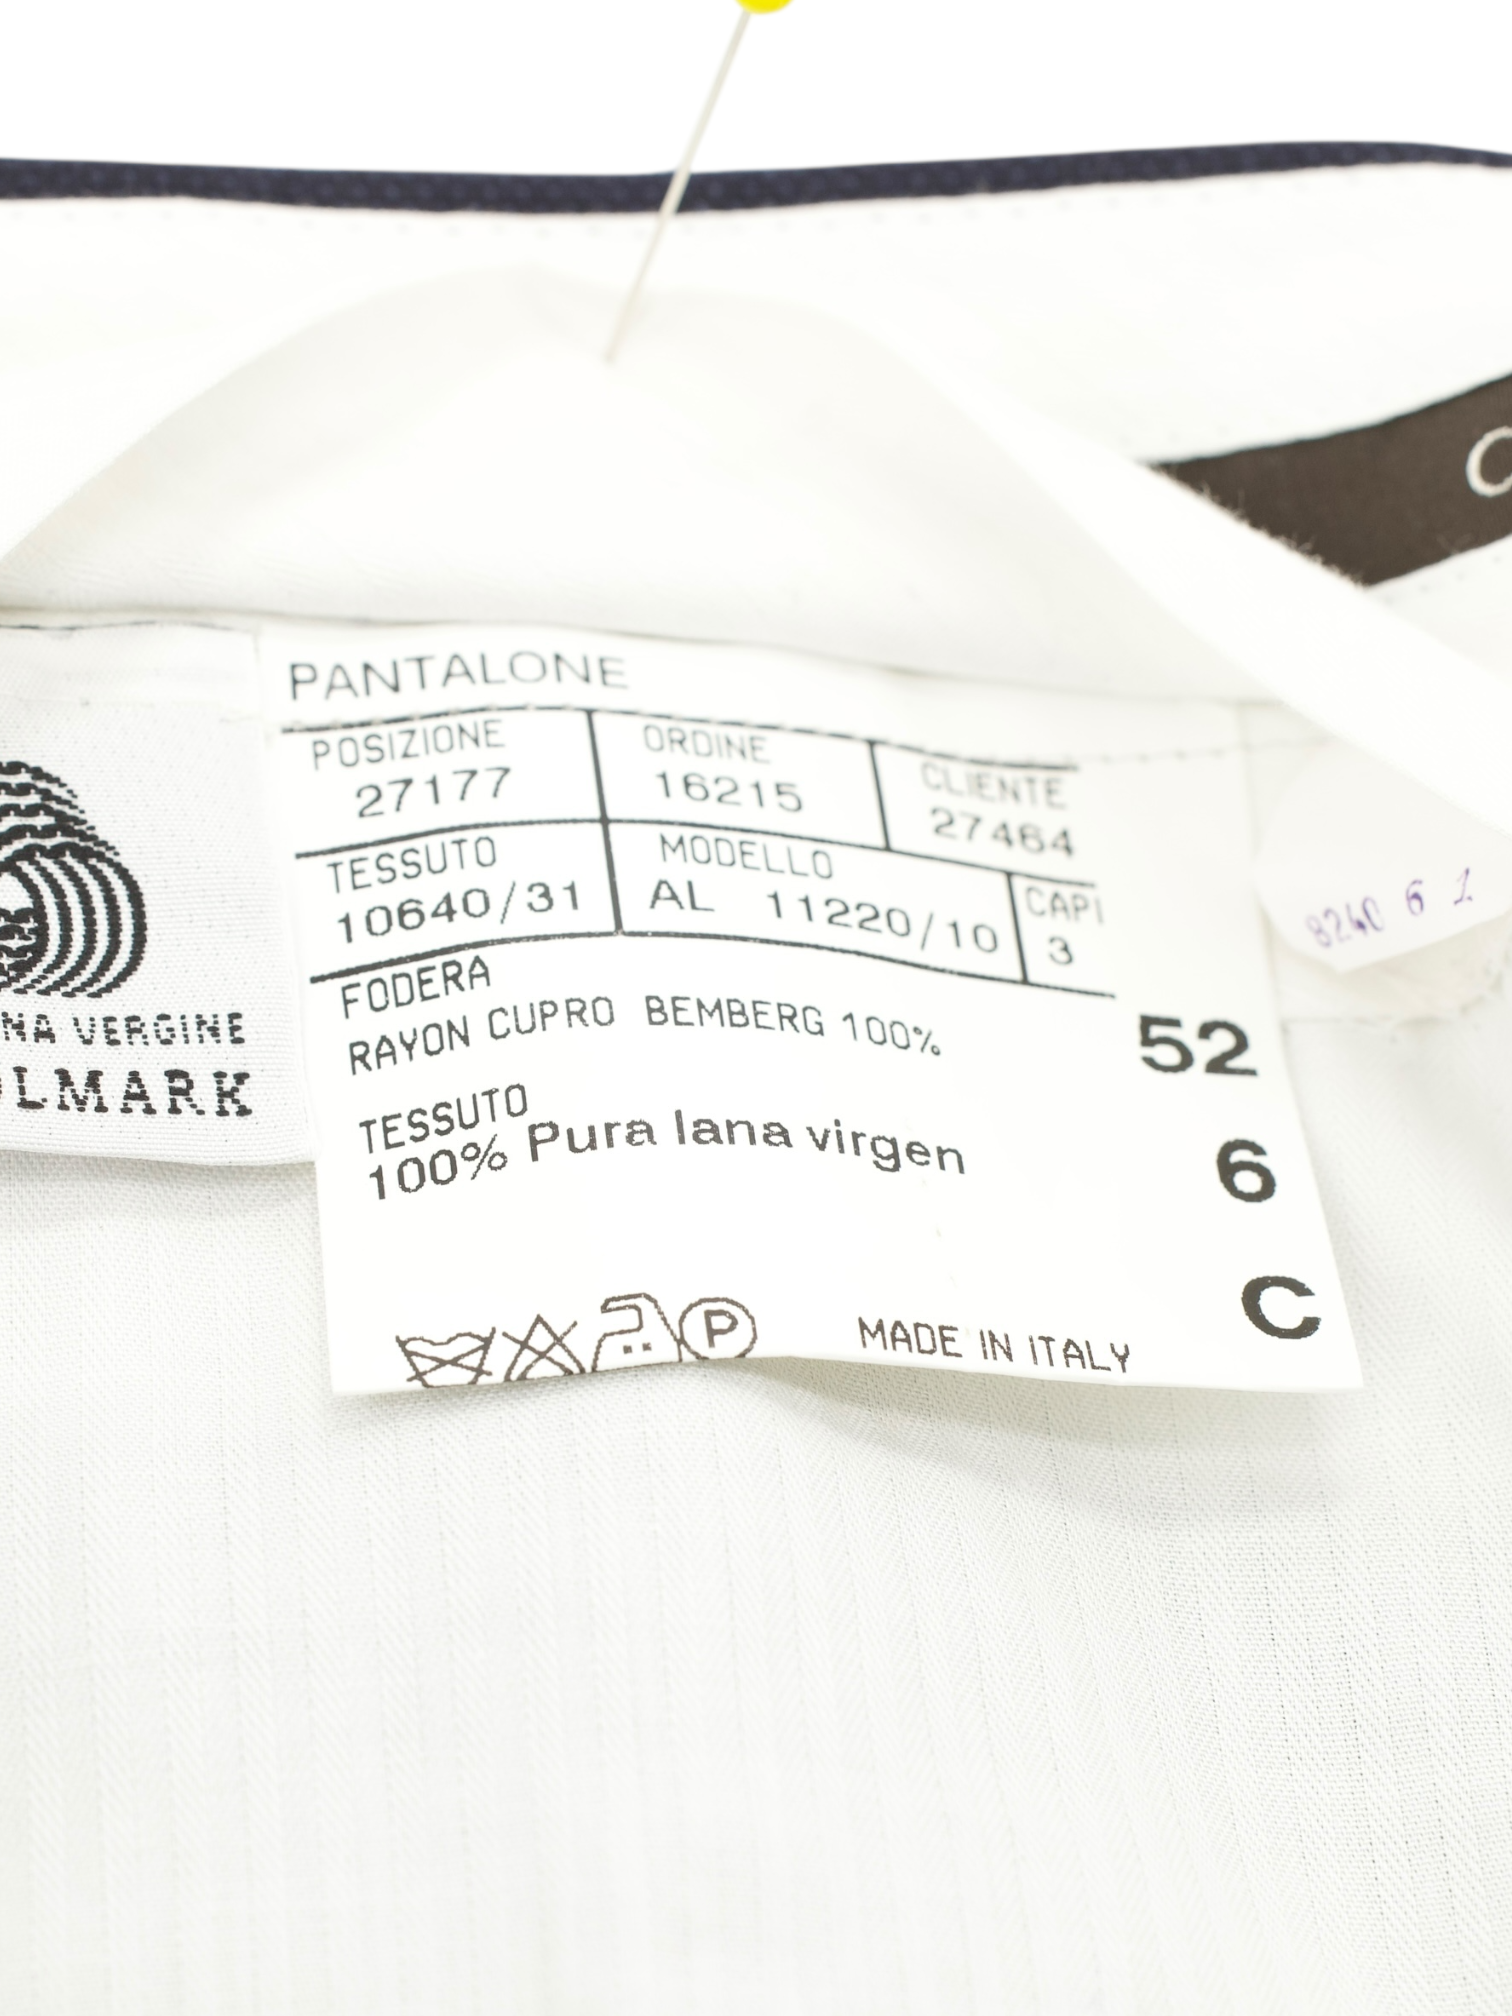 PANTALONE
POSIZIONE ORDINE CLIENTE
27177 16215 27464
TESSUTO MODELLO CAPI
10640/31 AL 11220/10 3
FODERA
RAYON CUPRO BEMBERG 100%
52
TESSUTO
100% Pura lana virgen
6
C
P MADE IN ITALY
NA VERGINE
OLMARK
8240 6 1